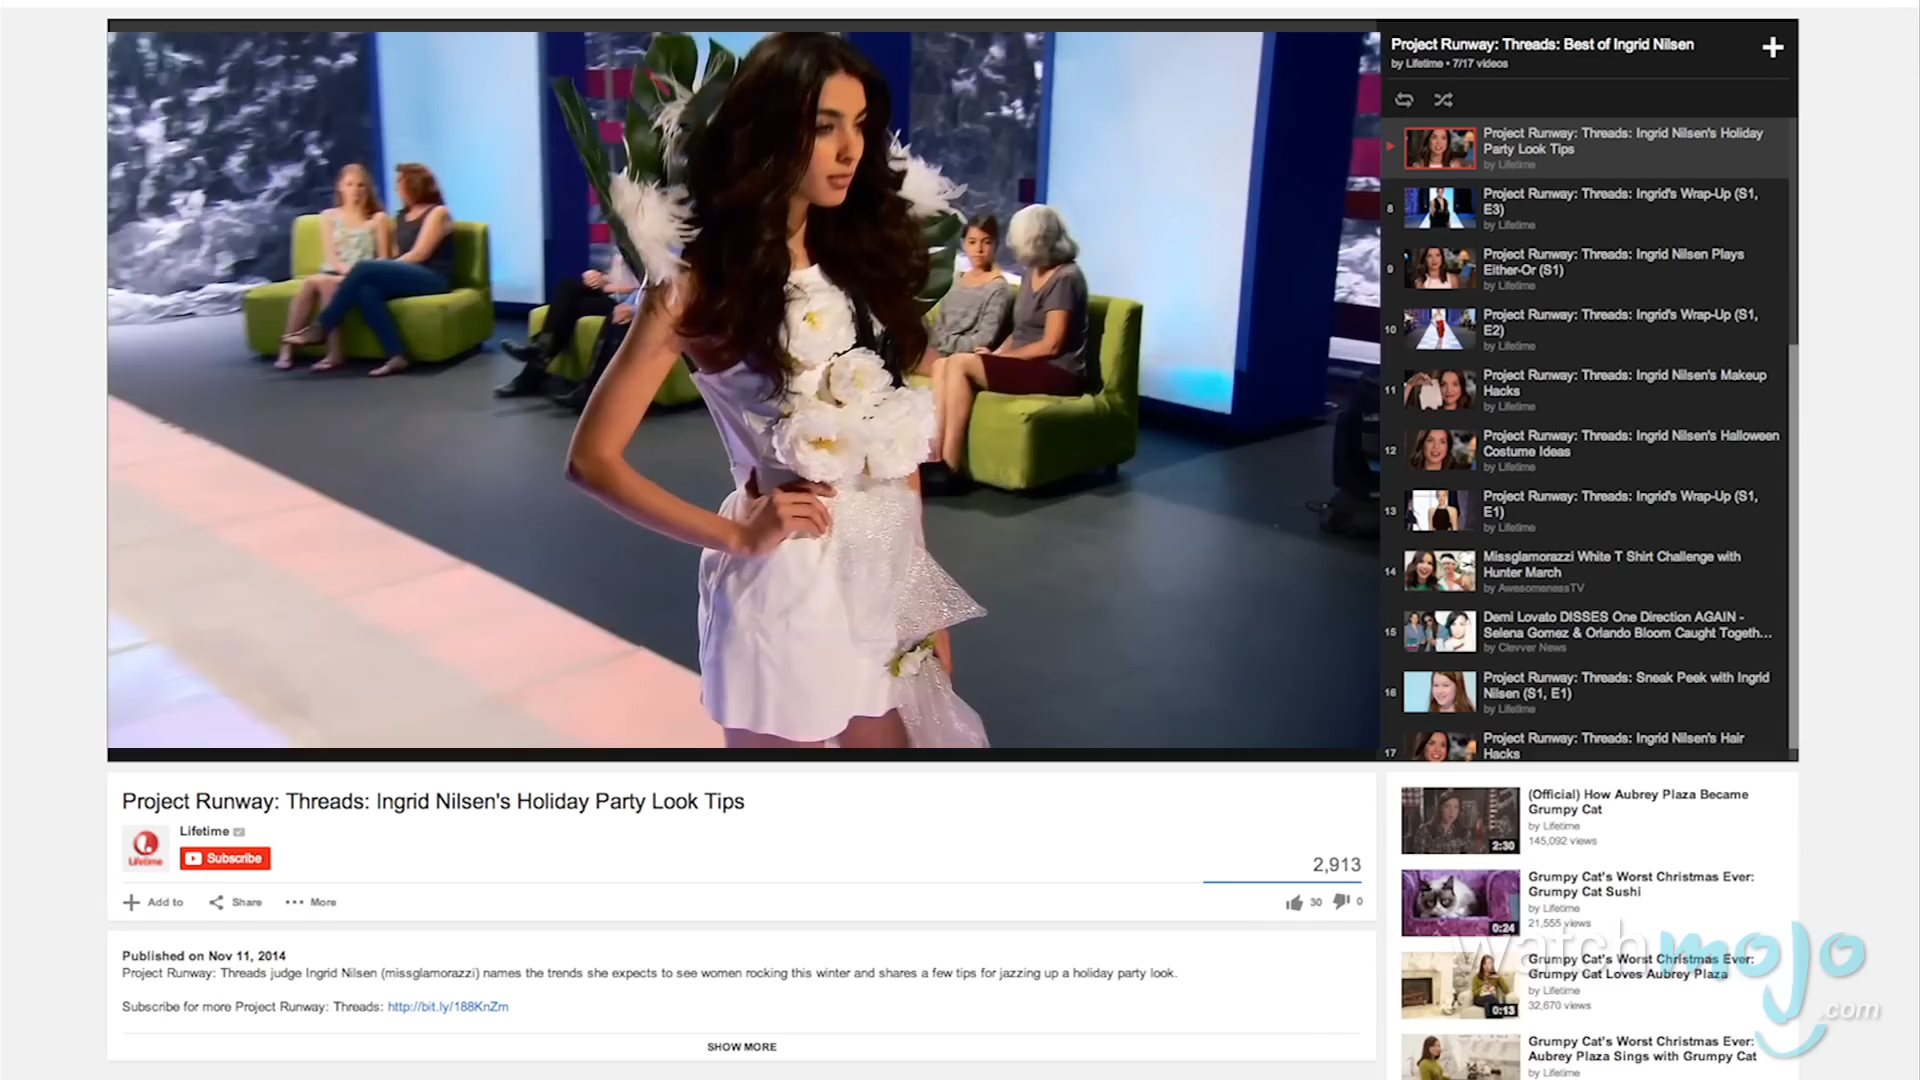 Project Runway: Threads: Best of Ingrid Nilsen
by Lifetime • 7/17 videos
Project Runway: Threads: Ingrid Nilsen's Holiday
Party Look Tips
by Lifetime
8
Project Runway: Threads: Ingrid's Wrap-Up (S1,
E3)
by Lifetime
9
Project Runway: Threads: Ingrid Nilsen Plays
Either-Or (S1)
by Lifetime
10
Project Runway: Threads: Ingrid's Wrap-Up (S1,
E2)
by Lifetime
11
Project Runway: Threads: Ingrid Nilsen's Makeup
Hacks
by Lifetime
12
Project Runway: Threads: Ingrid Nilsen's Halloween
Costume Ideas
by Lifetime
13
Project Runway: Threads: Ingrid's Wrap-Up (S1,
E1)
by Lifetime
14
Missglamorazzi White T Shirt Challenge with
Hunter March
by AwesomenessTV
15
Demi Lovato DISSES One Direction AGAIN -
Selena Gomez & Orlando Bloom Caught Togeth...
by Clevver News
16
Project Runway: Threads: Sneak Peek with Ingrid
Nilsen (S1, E1)
by Lifetime
17
Project Runway: Threads: Ingrid Nilsen's Hair
Hacks
Project Runway: Threads: Ingrid Nilsen's Holiday Party Look Tips
Lifetime
Lifetime
Subscribe
2,913
Add to
Share
More
30
0
Published on Nov 11, 2014
Project Runway: Threads judge Ingrid Nilsen (missglamorazzi) names the trends she expects to see women rocking this winter and shares a few tips for jazzing up a holiday party look.
Subscribe for more Project Runway: Threads: http://bit.ly/188KnZm
SHOW MORE
(Official) How Aubrey Plaza Became
Grumpy Cat
by Lifetime
145,092 views
2:30
Grumpy Cat's Worst Christmas Ever:
Grumpy Cat Sushi
by Lifetime
21,555 views
0:24
Grumpy Cat's Worst Christmas Ever:
Grumpy Cat Loves Aubrey Plaza
by Lifetime
32,670 views
0:13
Grumpy Cat's Worst Christmas Ever:
Aubrey Plaza Sings with Grumpy Cat
by Lifetime
watchmojo
.com